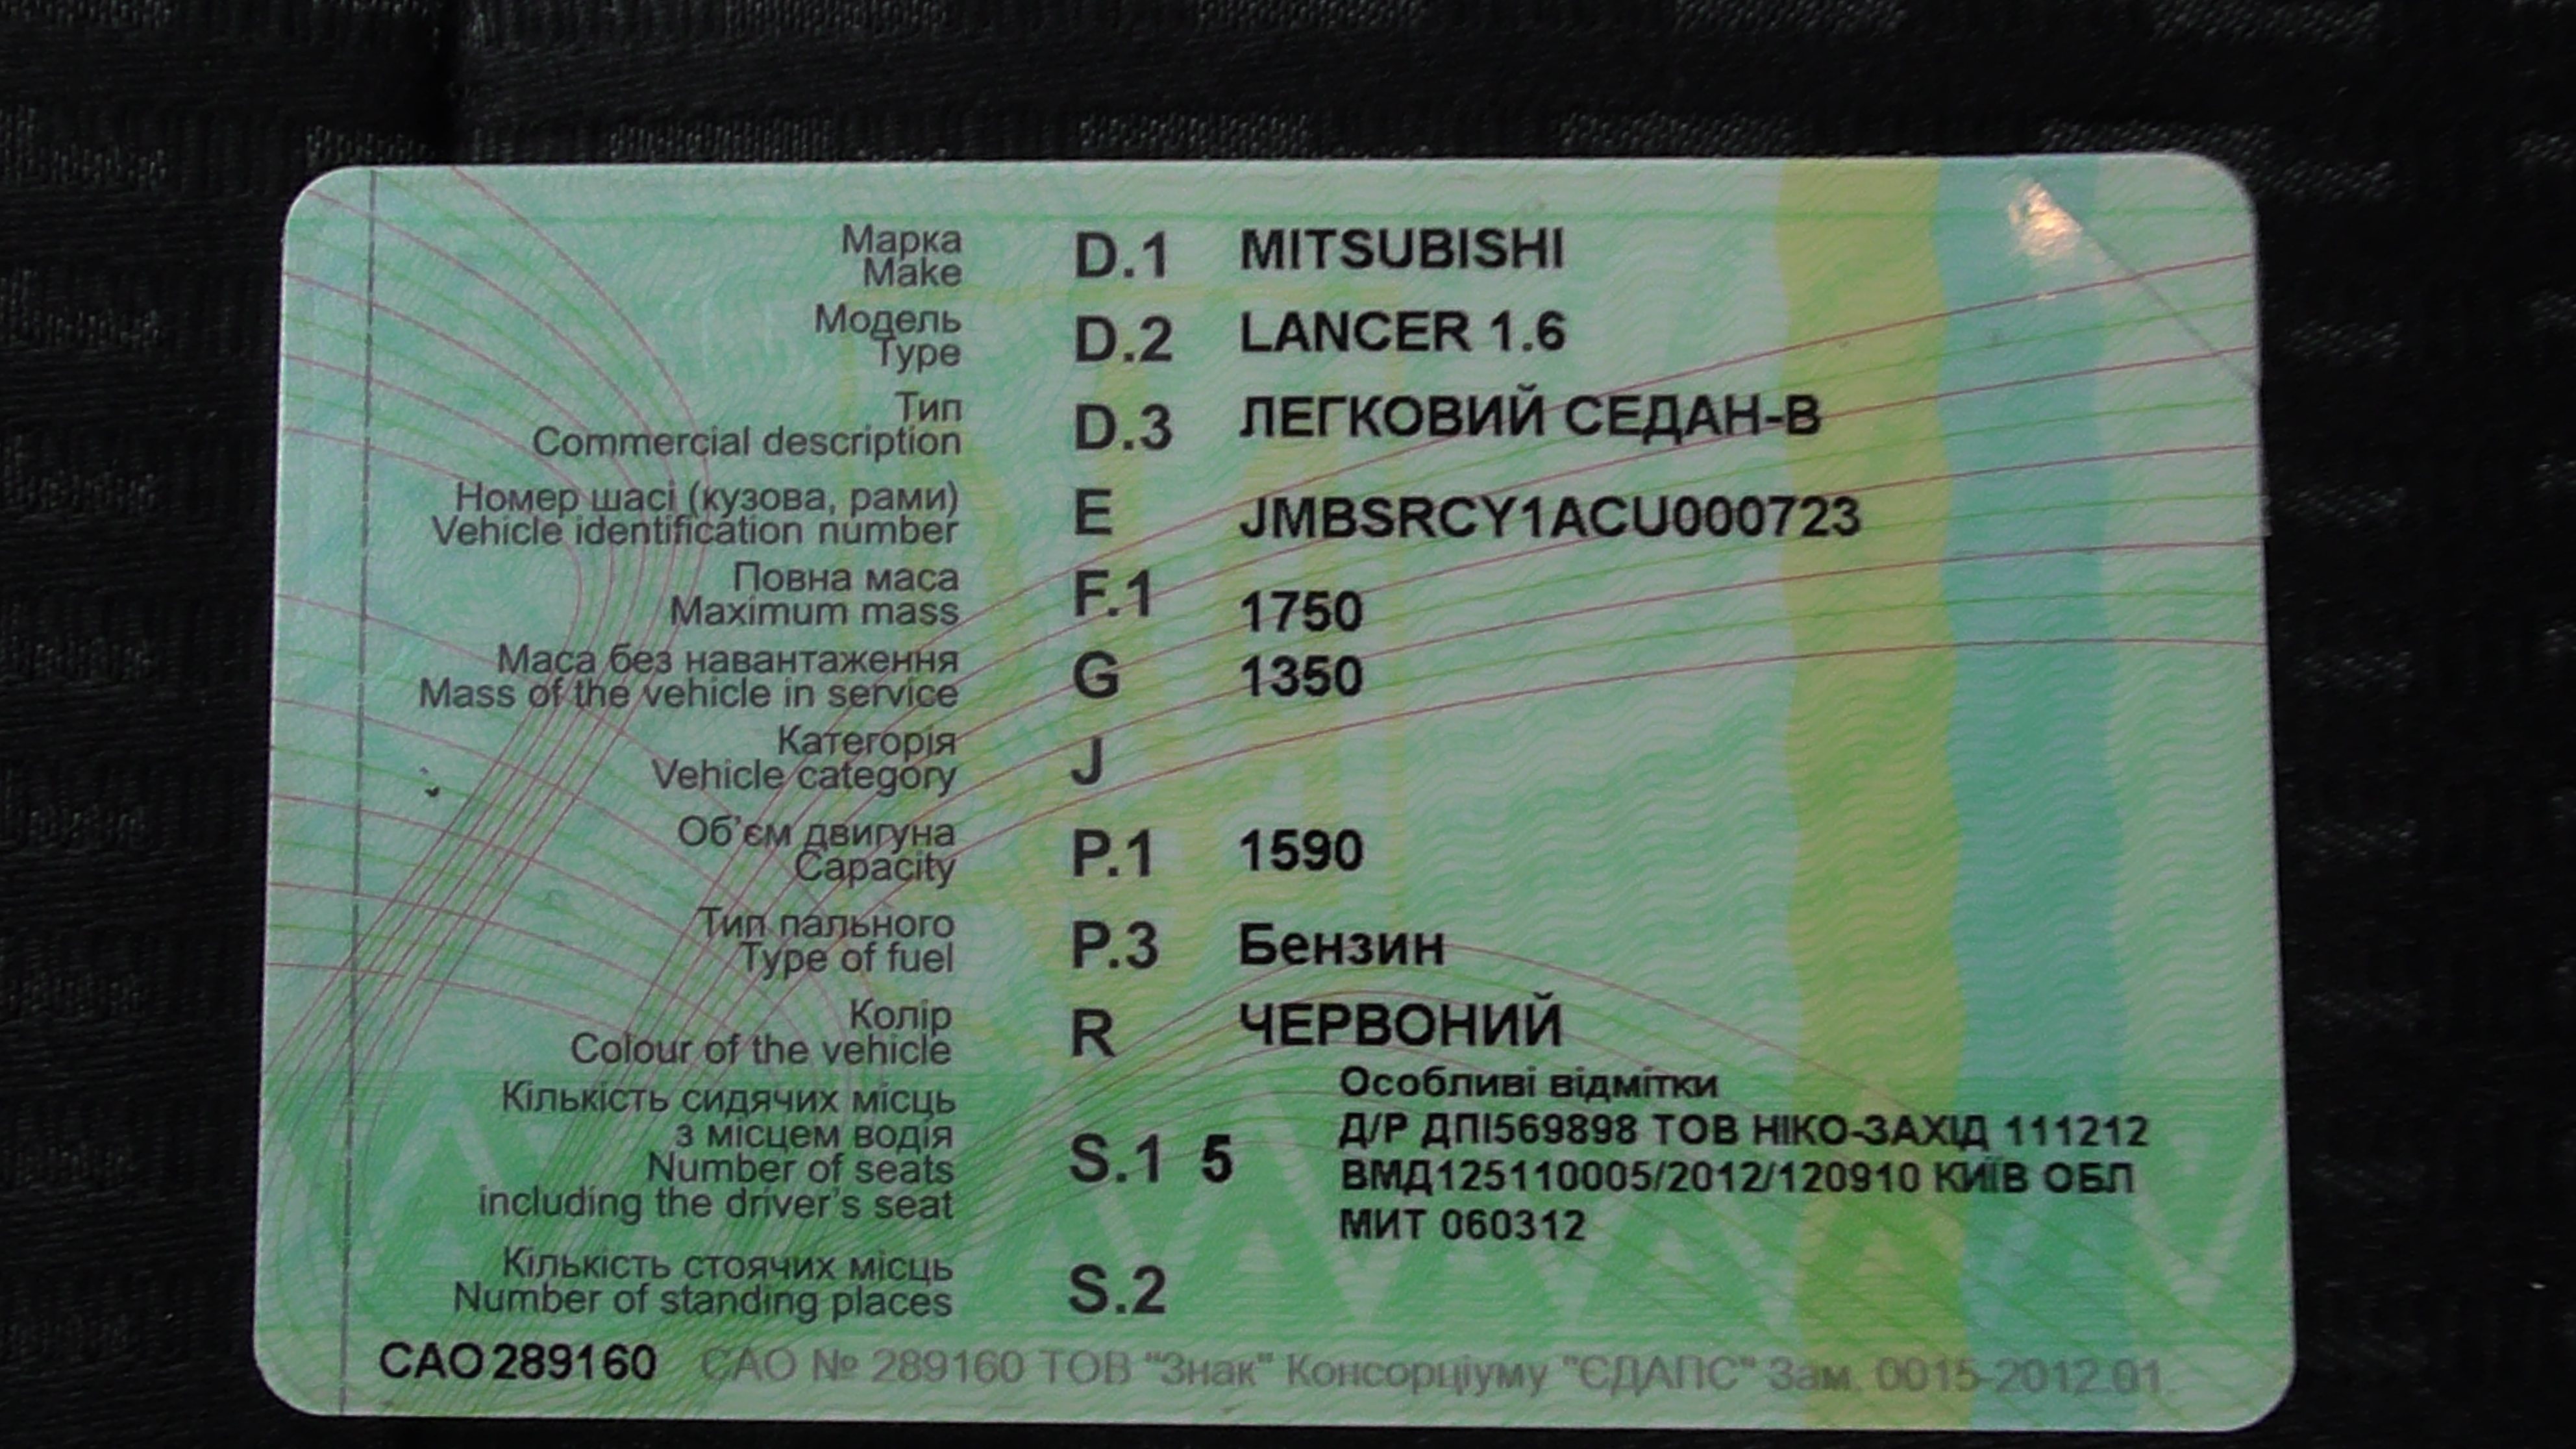 Марка
Make D.1 MITSUBISHI
Модель
Type D.2 LANCER 1.6
Тип
Commercial description D.3 ЛЕГКОВИЙ СЕДАН-В
Номер шасі (кузова, рами)
Vehicle identification number E JMBSRCY1ACU000723
Повна маса
Maximum mass F.1 1750
Маса без навантаження
Mass of the vehicle in service G 1350
Категорія
Vehicle category J
Об'єм двигуна
Capacity P.1 1590
Тип пального
Type of fuel P.3 Бензин
Колір
Colour of the vehicle R ЧЕРВОНИЙ
Кількість сидячих місць
з місцем водія
Number of seats
including the driver's seat S.1 5
Особливі відмітки
Д/Р ДПІ569898 ТОВ НІКО-ЗАХІД 111212
ВМД125110005/2012/120910 КИЇВ ОБЛ
МИТ 060312
Кількість стоячих місць
Number of standing places S.2
САО289160 САО № 289160 ТОВ "Знак" Консорціуму "ЄДАПС" Зам. 0015-2012.01.